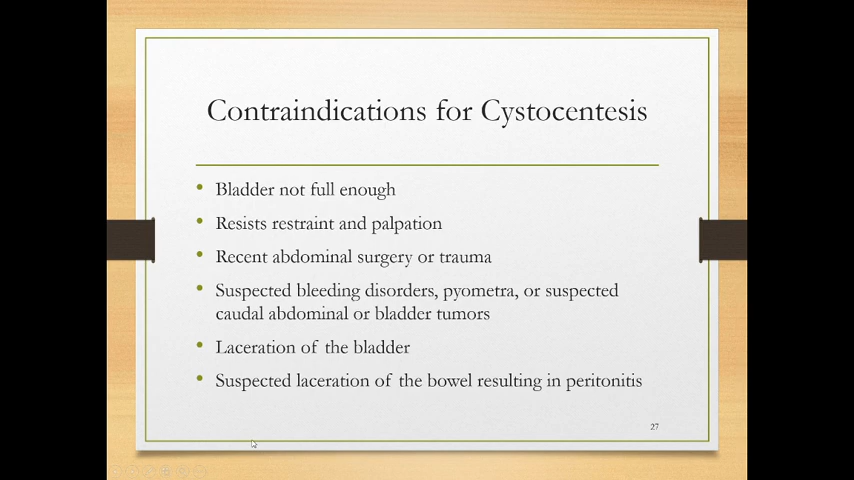 Contraindications for Cystocentesis
• Bladder not full enough
• Resists restraint and palpation
• Recent abdominal surgery or trauma
• Suspected bleeding disorders, pyometra, or suspected
caudal abdominal or bladder tumors
• Laceration of the bladder
• Suspected laceration of the bowel resulting in peritonitis
27